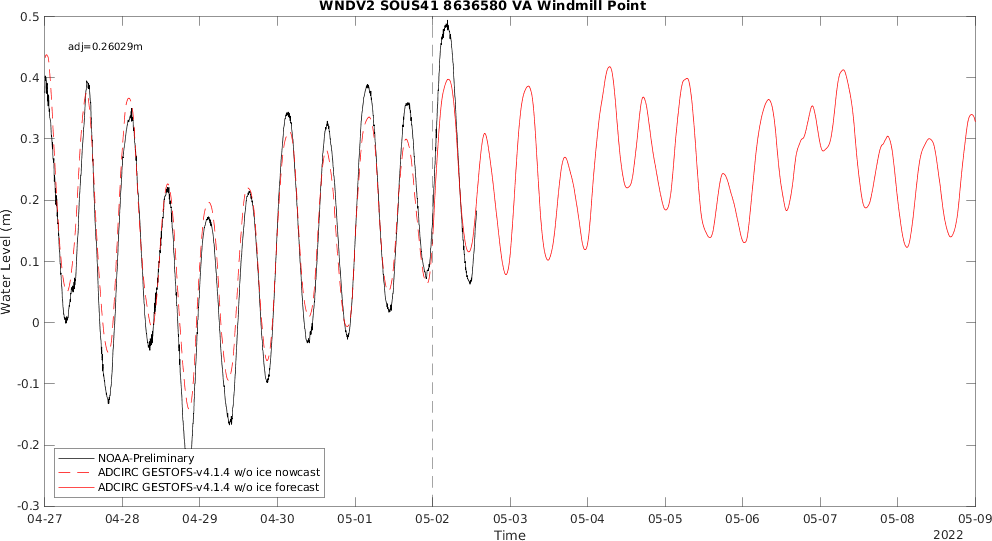 WNDV2 SOUS41 8636580 VA Windmill Point
0.5
adj=0.26029m
0.4
0.3
0.2
0.1
0
-0.1
-0.2
-0.3
Water Level (m)
NOAA-Preliminary
ADCIRC GESTOFS-v4.1.4 w/o ice nowcast
ADCIRC GESTOFS-v4.1.4 w/o ice forecast
04-27 04-28 04-29 04-30 05-01 05-02 05-03 05-04 05-05 05-06 05-07 05-08 05-09
Time
2022